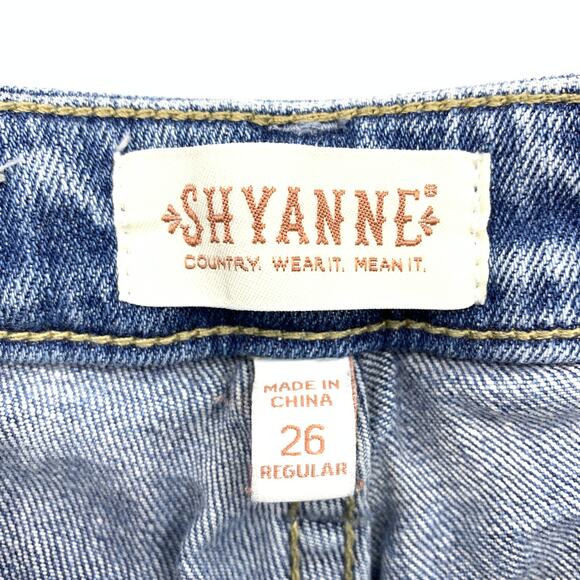 SHYANNE®
COUNTRY. WEAR IT. MEAN IT.
MADE IN
CHINA
26
REGULAR